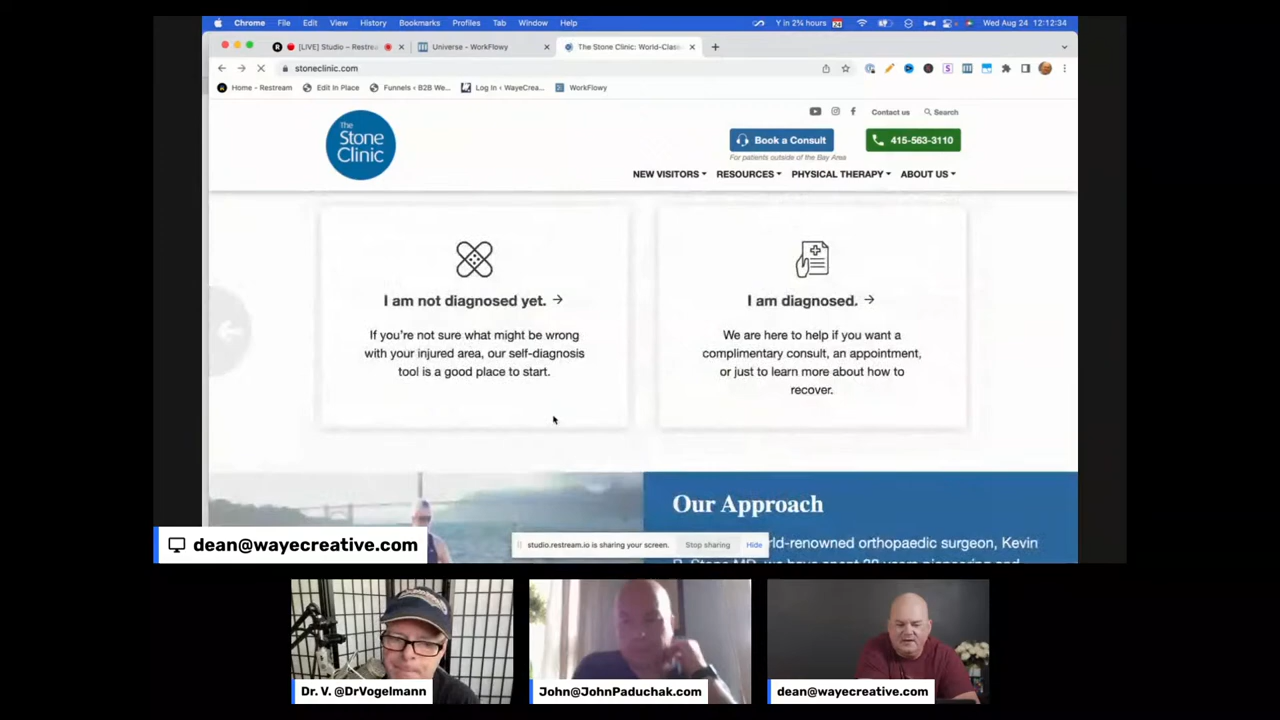 Chrome File Edit View History Bookmarks Profiles Tab Window Help
Y in 2¾ hours 24 Wed Aug 24 12:12:34
[LIVE] Studio – Restrea
Universe - WorkFlowy
The Stone Clinic: World-Class
stoneclinic.com
Home - Restream
Edit In Place
Funnels ‹ B2B We...
Log In ‹ WayeCrea...
WorkFlowy
Contact us
Search
The
Stone
Clinic
Book a Consult
415-563-3110
For patients outside of the Bay Area
NEW VISITORS
RESOURCES
PHYSICAL THERAPY
ABOUT US
I am not diagnosed yet. →
If you're not sure what might be wrong
with your injured area, our self-diagnosis
tool is a good place to start.
I am diagnosed. →
We are here to help if you want a
complimentary consult, an appointment,
or just to learn more about how to
recover.
Our Approach
orld-renowned orthopaedic surgeon, Kevin
studio.restream.io is sharing your screen.
Stop sharing
Hide
dean@wayecreative.com
Dr. V. @DrVogelmann
John@JohnPaduchak.com
dean@wayecreative.com